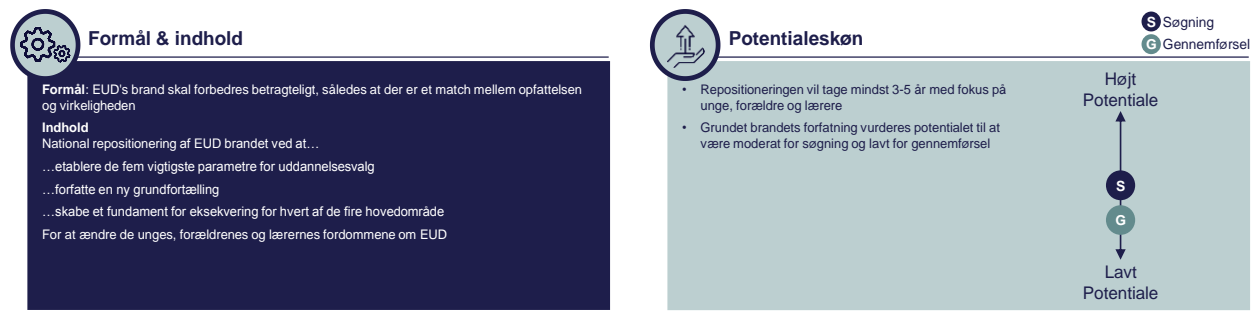 Formål & indhold
Formål: EUD's brand skal forbedres betragteligt, således at der er et match mellem opfattelsen
og virkeligheden
Indhold
National repositionering af EUD brandet ved at…
…etablere de fem vigtigste parametre for uddannelsesvalg
…forfatte en ny grundfortælling
…skabe et fundament for eksekvering for hvert af de fire hovedområde
For at ændre de unges, forældrenes og lærernes fordommene om EUD
Potentialeskøn
S Søgning
G Gennemførsel
• Repositioneringen vil tage mindst 3-5 år med fokus på
unge, forældre og lærere
• Grundet brandets forfatning vurderes potentialet til at
være moderat for søgning og lavt for gennemførsel
Højt
Potentiale
S
G
Lavt
Potentiale